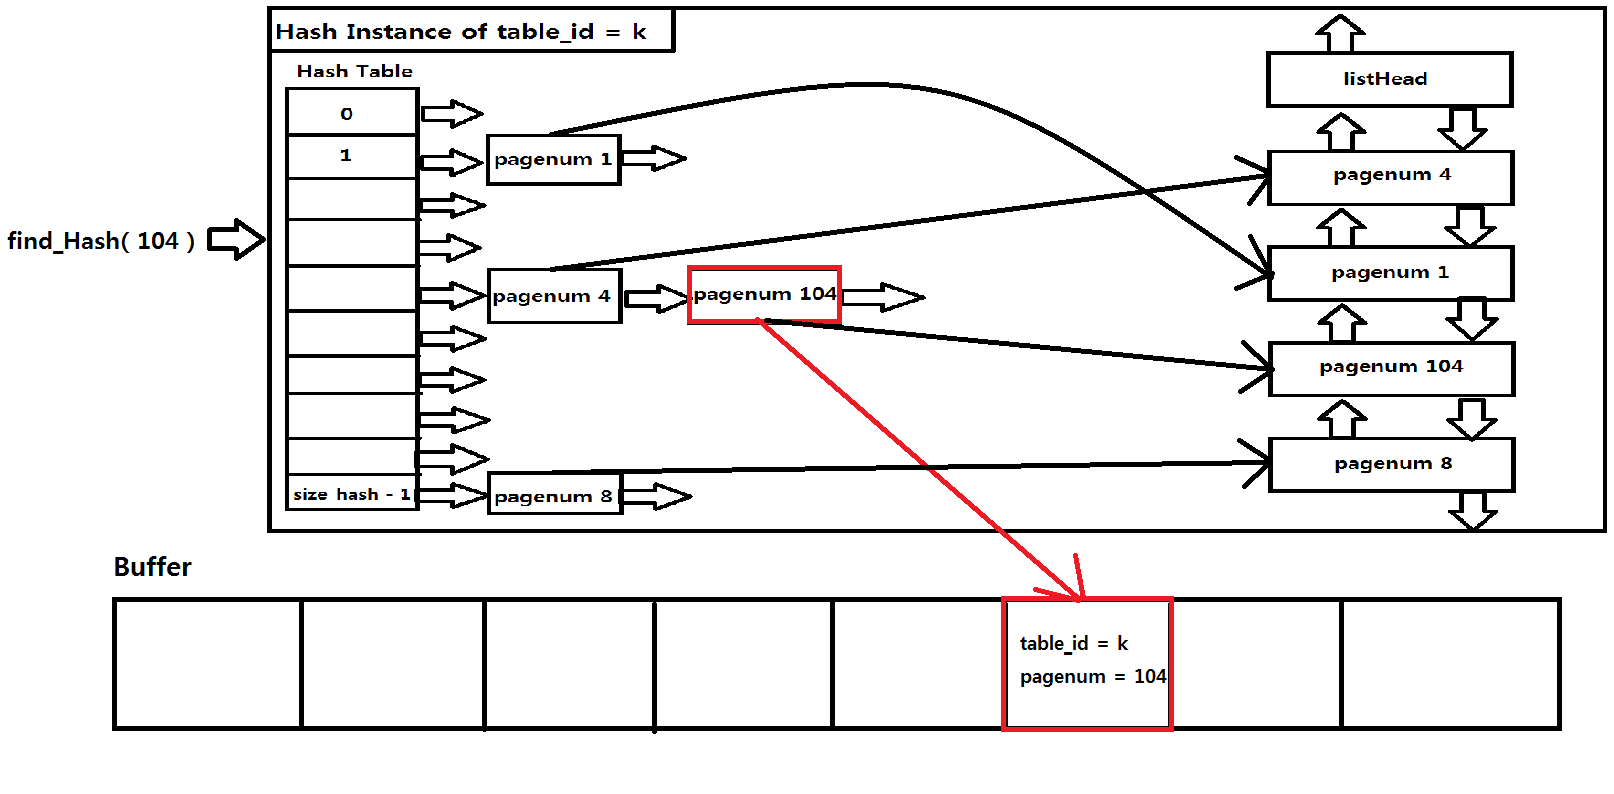 Hash Instance of table_id = k
Hash Table
0
1
size hash - 1
find_Hash( 104 )
pagenum 1
pagenum 4
pagenum 104
pagenum 8
listHead
pagenum 4
pagenum 1
pagenum 104
pagenum 8
Buffer
table_id = k
pagenum = 104